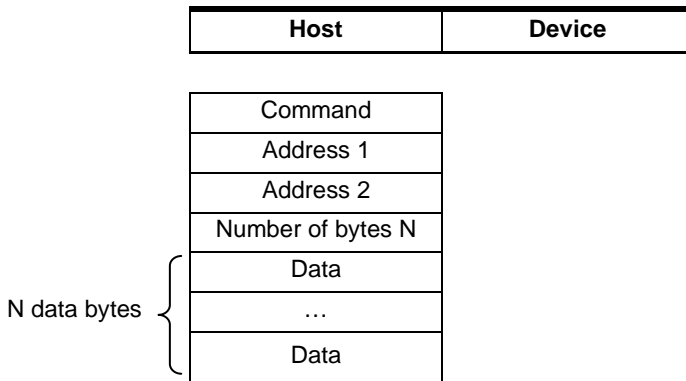 Host Device
Command
Address 1
Address 2
Number of bytes N
Data
N data bytes …
Data